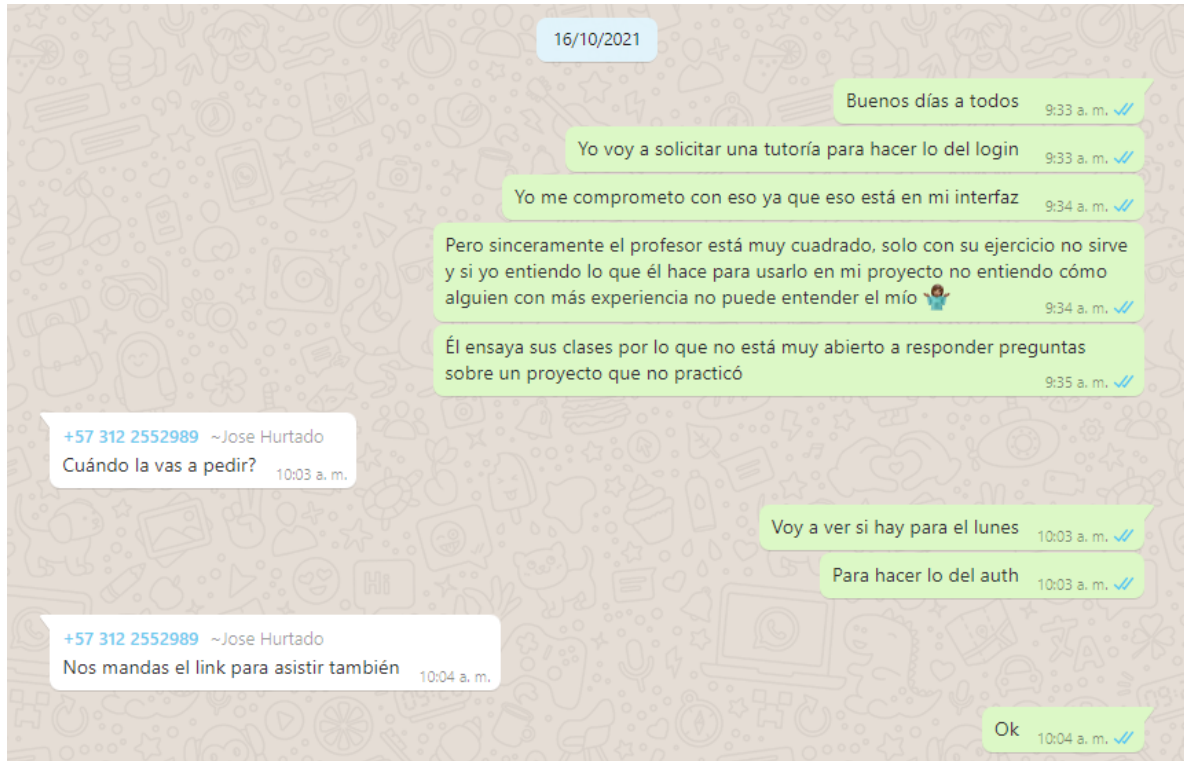 16/10/2021
Buenos días a todos 9:33 a. m.
Yo voy a solicitar una tutoría para hacer lo del login 9:33 a. m.
Yo me comprometo con eso ya que eso está en mi interfaz 9:34 a. m.
Pero sinceramente el profesor está muy cuadrado, solo con su ejercicio no sirve
y si yo entiendo lo que él hace para usarlo en mi proyecto no entiendo cómo
alguien con más experiencia no puede entender el mío 🤷🏽‍♀️ 9:34 a. m.
Él ensaya sus clases por lo que no está muy abierto a responder preguntas
sobre un proyecto que no practicó 9:35 a. m.
+57 312 2552989 ~Jose Hurtado
Cuándo la vas a pedir? 10:03 a. m.
Voy a ver si hay para el lunes 10:03 a. m.
Para hacer lo del auth 10:03 a. m.
+57 312 2552989 ~Jose Hurtado
Nos mandas el link para asistir también 10:04 a. m.
Ok 10:04 a. m.